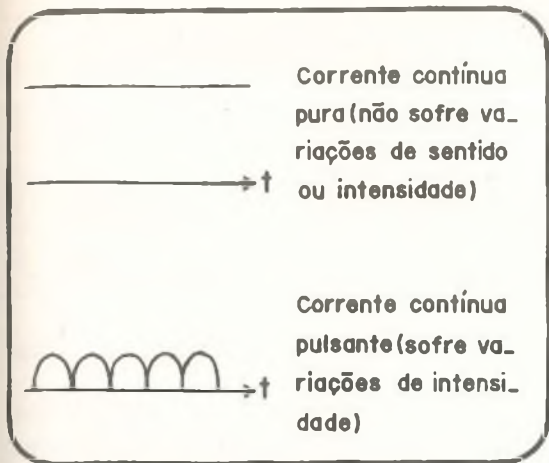 Corrente contínua
pura (não sofre va_
riações de sentido
t
ou intensidade)
Corrente contínua
pulsante (sofre va_
t
riações de intensi_
dade)